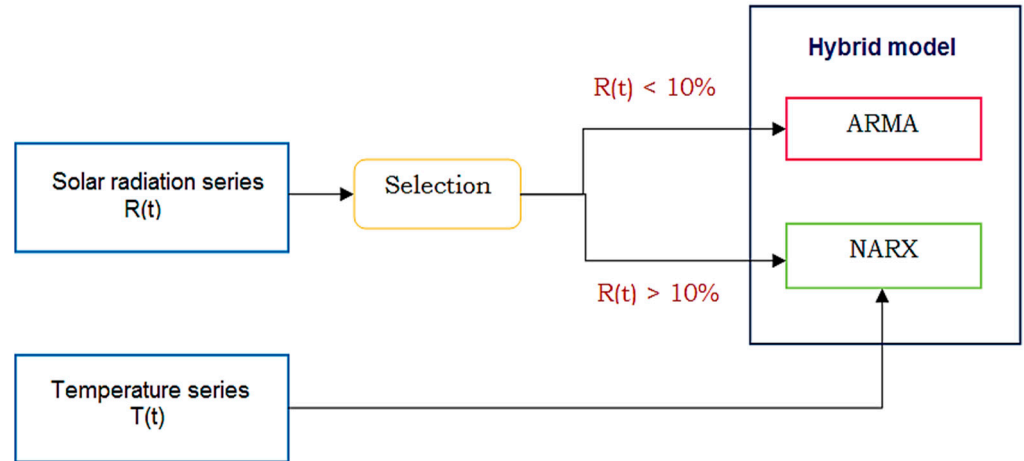 Hybrid model
R(t) < 10%
ARMA
Solar radiation series
R(t)
Selection
NARX
R(t) > 10%
Temperature series
T(t)